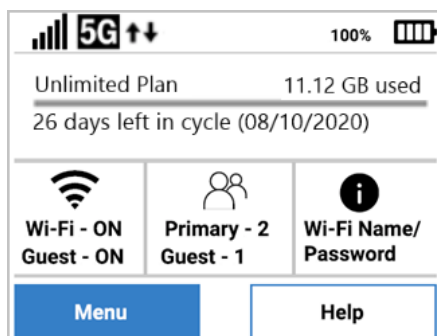 5G 100%
Unlimited Plan 11.12 GB used
26 days left in cycle (08/10/2020)
Wi-Fi - ON Primary - 2 Wi-Fi Name/
Guest - ON Guest - 1 Password
Menu Help